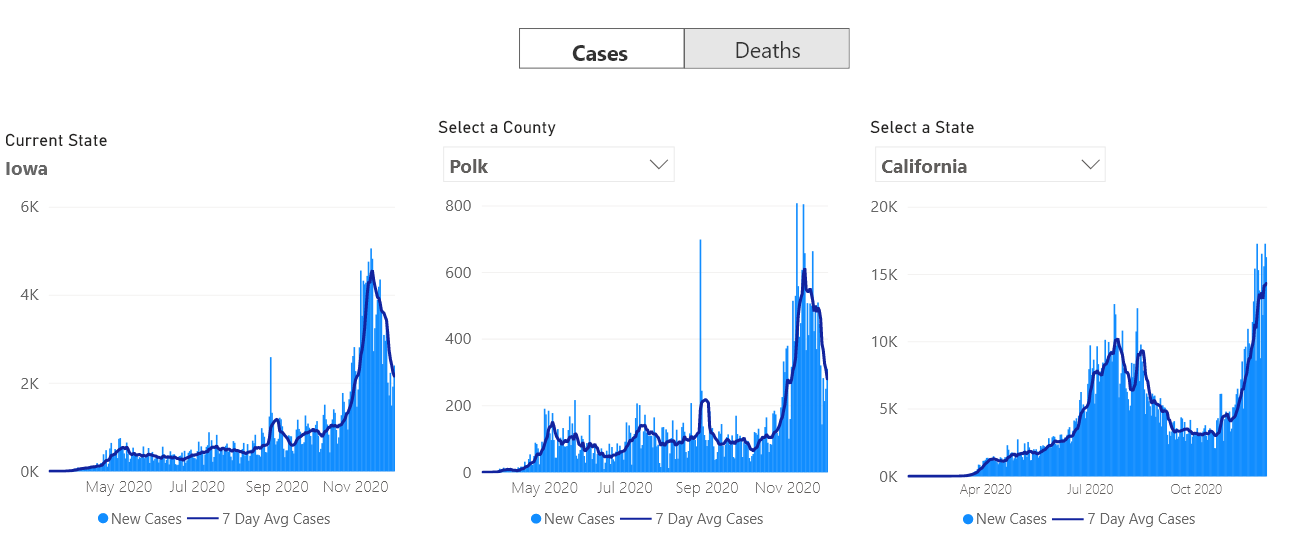 Cases Deaths
Current State
Iowa
6K
4K
2K
0K
May 2020 Jul 2020 Sep 2020 Nov 2020
New Cases 7 Day Avg Cases
Select a County
Polk
800
600
400
200
0
May 2020 Jul 2020 Sep 2020 Nov 2020
New Cases 7 Day Avg Cases
Select a State
California
20K
15K
10K
5K
0K
Apr 2020 Jul 2020 Oct 2020
New Cases 7 Day Avg Cases